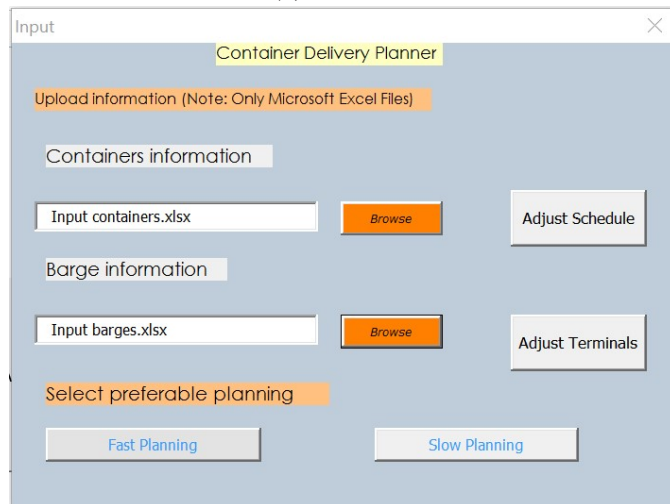 Input
Container Delivery Planner
Upload information (Note: Only Microsoft Excel Files)
Containers information
Input containers.xlsx
Browse
Adjust Schedule
Barge information
Input barges.xlsx
Browse
Adjust Terminals
Select preferable planning
Fast Planning
Slow Planning